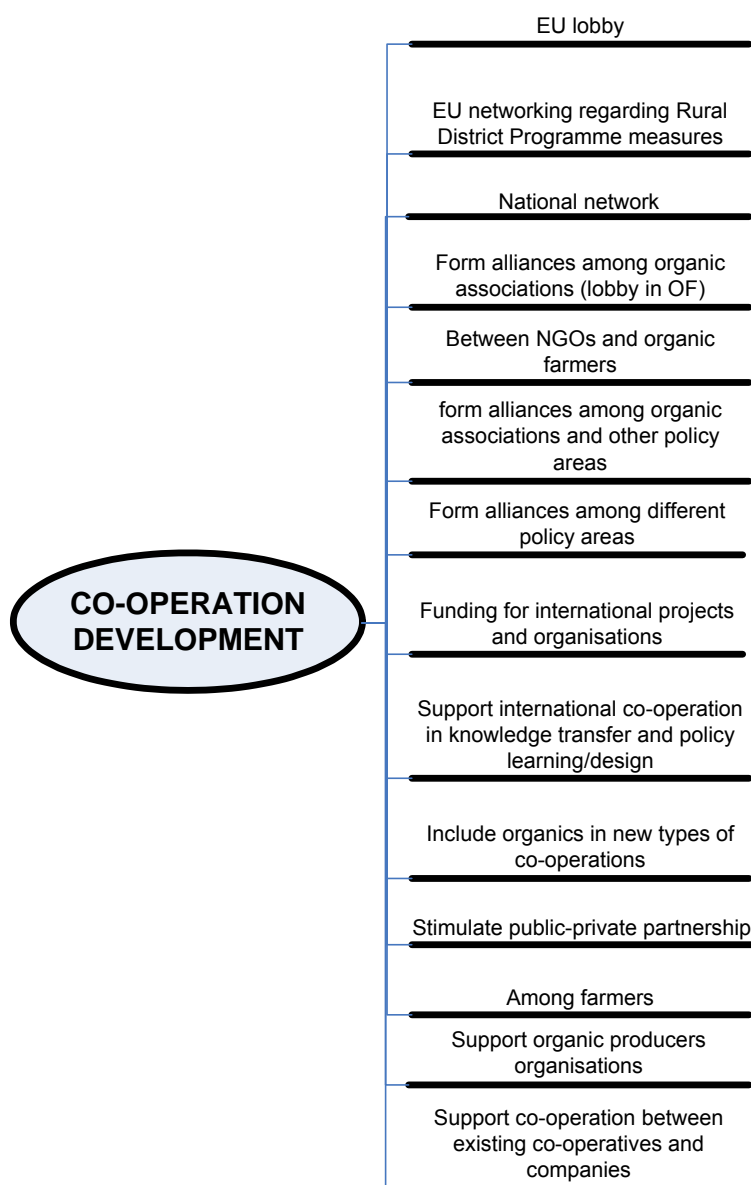 EU lobby
EU networking regarding Rural
District Programme measures
National network
Form alliances among organic
associations (lobby in OF)
Between NGOs and organic
farmers
form alliances among organic
associations and other policy
areas
Form alliances among different
policy areas
CO-OPERATION
DEVELOPMENT
Funding for international projects
and organisations
Support international co-operation
in knowledge transfer and policy
learning/design
Include organics in new types of
co-operations
Stimulate public-private partnership
Among farmers
Support organic producers
organisations
Support co-operation between
existing co-operatives and
companies